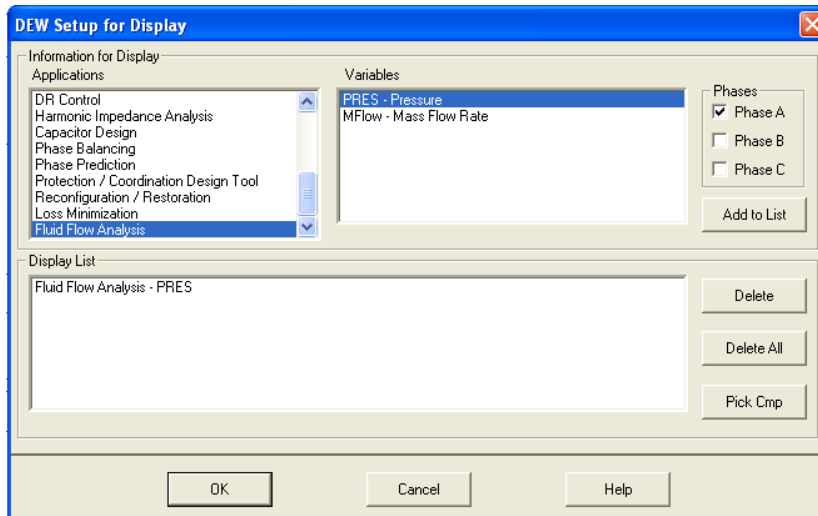 DEW Setup for Display
Information for Display
Applications
Variables
DR Control
Harmonic Impedance Analysis
Capacitor Design
Phase Balancing
Phase Prediction
Protection / Coordination Design Tool
Reconfiguration / Restoration
Loss Minimization
Fluid Flow Analysis
PRES - Pressure
MFlow - Mass Flow Rate
Phases
Phase A
Phase B
Phase C
Add to List
Display List
Fluid Flow Analysis - PRES
Delete
Delete All
Pick Cmp
OK
Cancel
Help